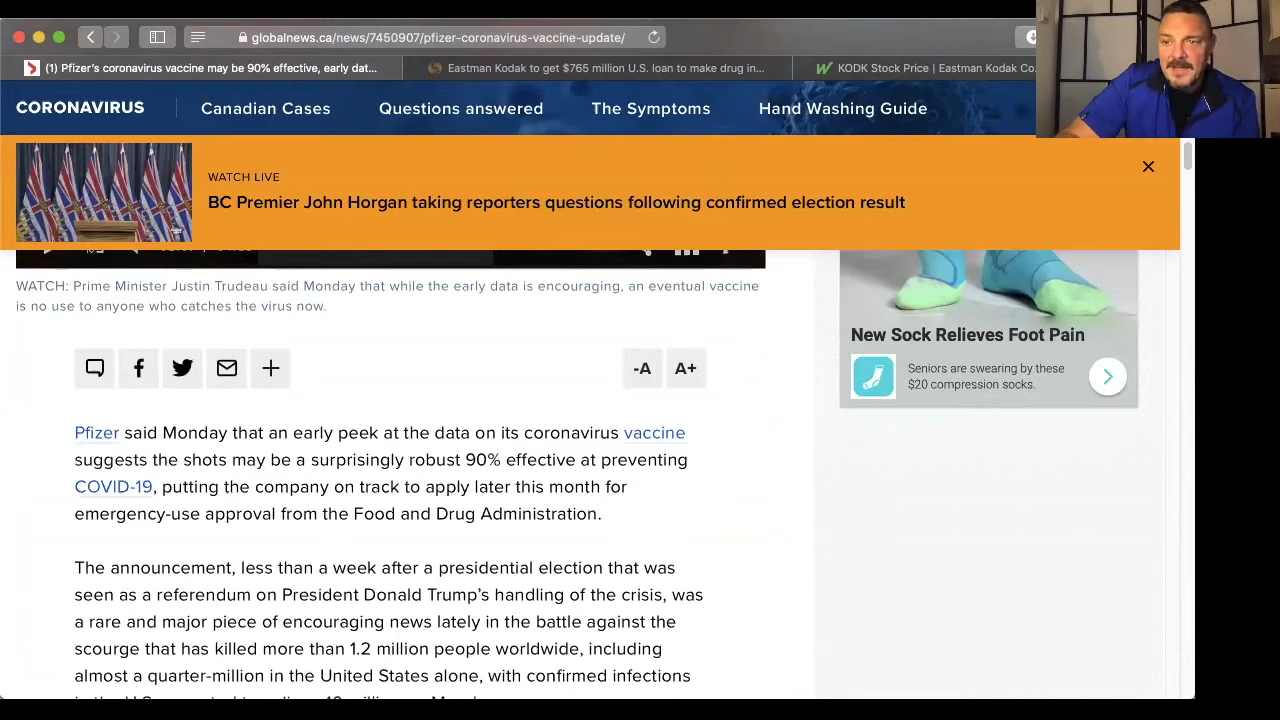 globalnews.ca/news/7450907/pfizer-coronavirus-vaccine-update/
(1) Pfizer's coronavirus vaccine may be 90% effective, early dat...
Eastman Kodak to get $765 million U.S. loan to make drug in...
KODK Stock Price | Eastman Kodak Co.
CORONAVIRUS
Canadian Cases
Questions answered
The Symptoms
Hand Washing Guide
WATCH LIVE
BC Premier John Horgan taking reporters questions following confirmed election result
WATCH: Prime Minister Justin Trudeau said Monday that while the early data is encouraging, an eventual vaccine
is no use to anyone who catches the virus now.
-A
A+
New Sock Relieves Foot Pain
Seniors are swearing by these
$20 compression socks.
Pfizer said Monday that an early peek at the data on its coronavirus vaccine
suggests the shots may be a surprisingly robust 90% effective at preventing
COVID-19, putting the company on track to apply later this month for
emergency-use approval from the Food and Drug Administration.
The announcement, less than a week after a presidential election that was
seen as a referendum on President Donald Trump's handling of the crisis, was
a rare and major piece of encouraging news lately in the battle against the
scourge that has killed more than 1.2 million people worldwide, including
almost a quarter-million in the United States alone, with confirmed infections